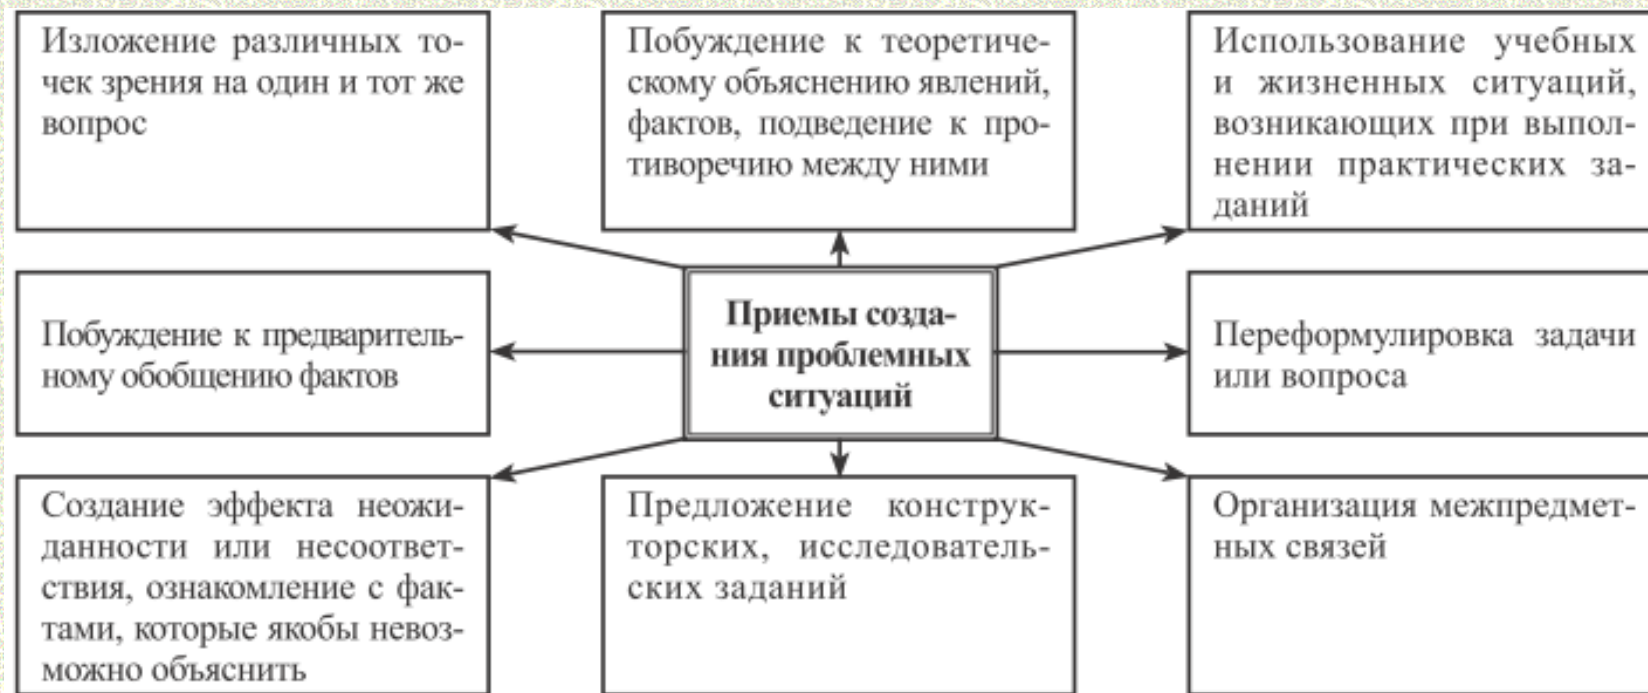 Изложение различных то-
чек зрения на один и тот же
вопрос
Побуждение к теоретиче-
скому объяснению явлений,
фактов, подведение к про-
тиворечию между ними
Использование учебных
и жизненных ситуаций,
возникающих при выпол-
нении практических за-
даний
Побуждение к предваритель-
ному обобщению фактов
Приемы созда-
ния проблемных
ситуаций
Переформулировка задачи
или вопроса
Создание эффекта неожи-
данности или несоответ-
ствия, ознакомление с фак-
тами, которые якобы невоз-
можно объяснить
Предложение конструк-
торских, исследователь-
ских заданий
Организация межпредмет-
ных связей